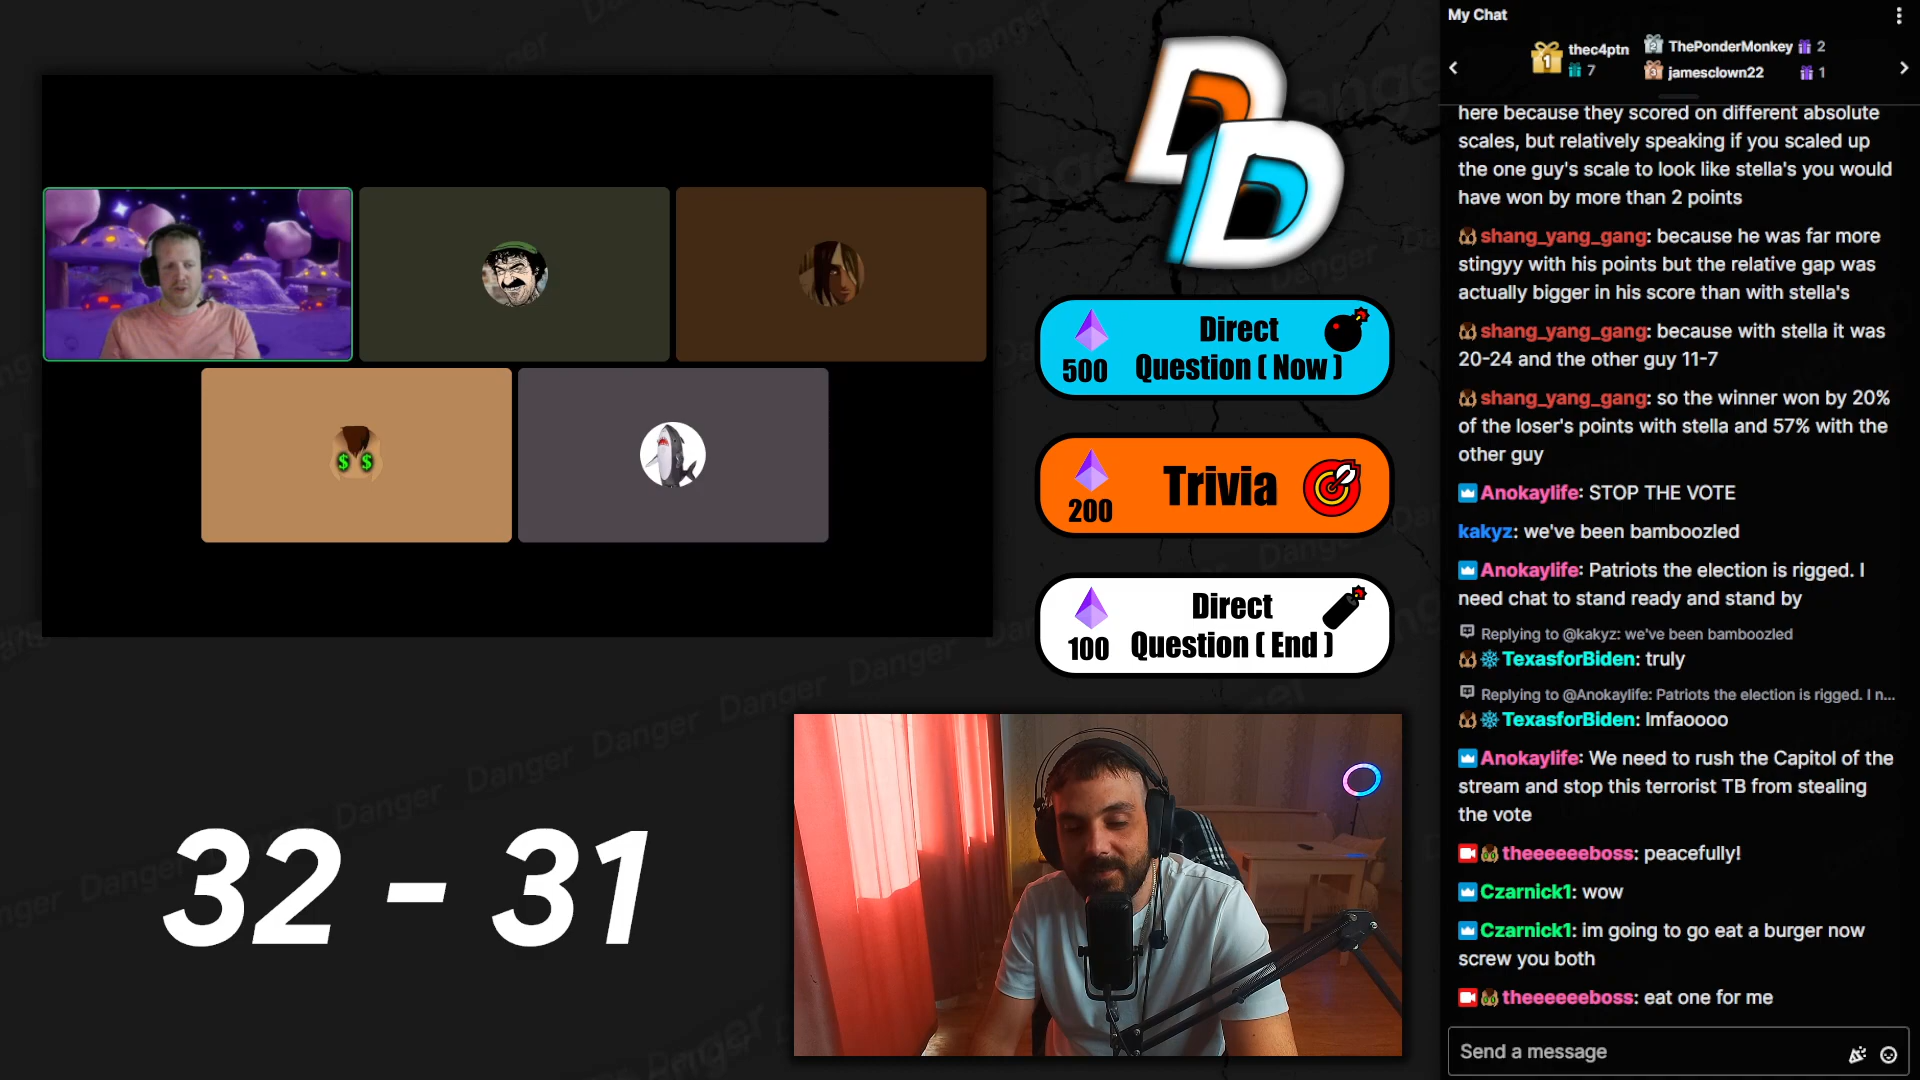 My Chat
thec4ptn
7
ThePonderMonkey 2
jamesclown22 1
here because they scored on different absolute
scales, but relatively speaking if you scaled up
the one guy's scale to look like stella's you would
have won by more than 2 points
shang_yang_gang: because he was far more
stingyy with his points but the relative gap was
actually bigger in his score than with stella's
shang_yang_gang: because with stella it was
20-24 and the other guy 11-7
shang_yang_gang: so the winner won by 20%
of the loser's points with stella and 57% with the
other guy
Anokaylife: STOP THE VOTE
kakyz: we've been bamboozled
Anokaylife: Patriots the election is rigged. I
need chat to stand ready and stand by
Replying to @kakyz: we've been bamboozled
TexasforBiden: truly
Replying to @Anokaylife: Patriots the election is rigged. I n...
TexasforBiden: lmfaoooo
Anokaylife: We need to rush the Capitol of the
stream and stop this terrorist TB from stealing
the vote
theeeeeeboss: peacefully!
Czarnick1: wow
Czarnick1: im going to go eat a burger now
screw you both
theeeeeeboss: eat one for me
Send a message
DD
500
Direct
Question ( Now )
200
Trivia
100
Direct
Question ( End )
32 - 31
Danger Danger Danger Danger Danger Danger